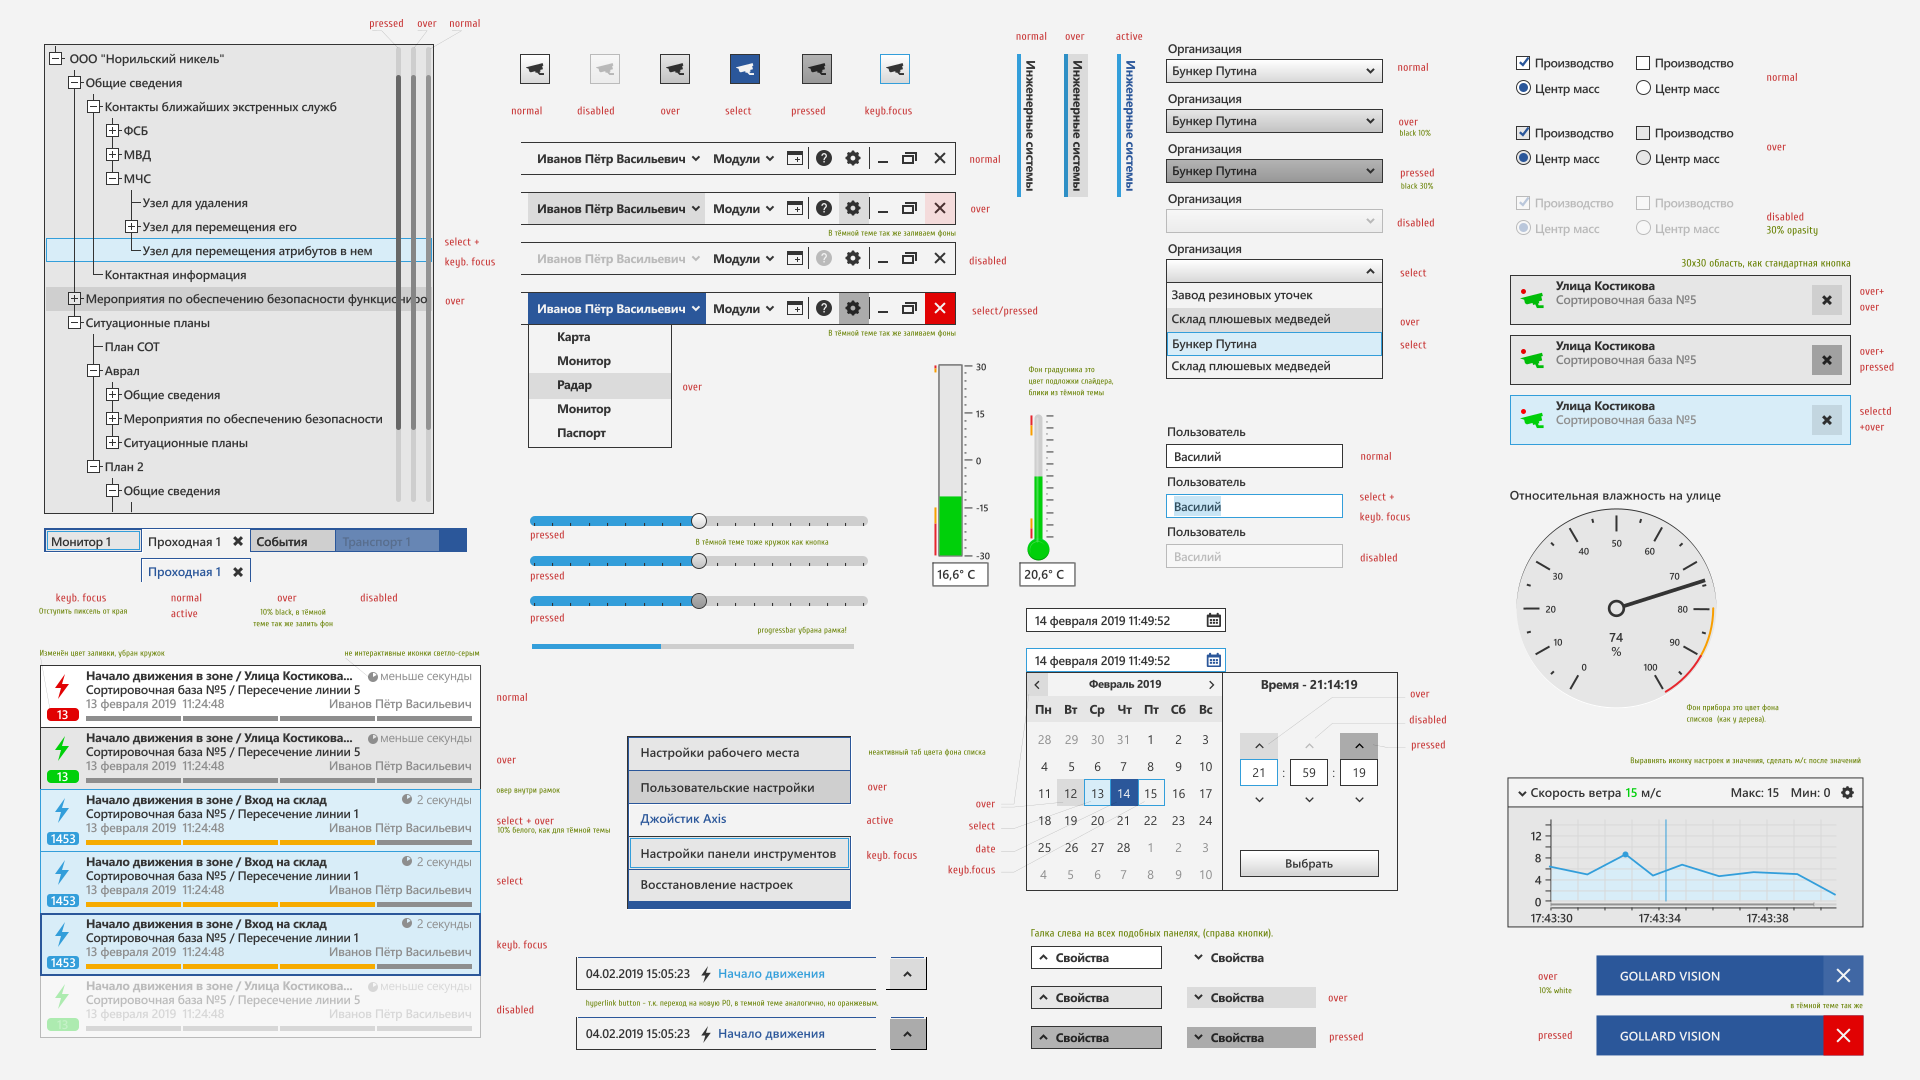 pressed over normal
ООО "Норильский никель"
Общие сведения
Контакты ближайших экстренных служб
ФСБ
МВД
МЧС
Узел для удаления
Узел для перемещения его
Узел для перемещения атрибутов в нем
Контактная информация
Мероприятия по обеспечению безопасности функциниро
Ситуационные планы
План СОТ
Аврал
Общие сведения
Мероприятия по обеспечению безопасности
Ситуационные планы
План 2
Общие сведения
select +
keyb. focus
over
Монитор 1 Проходная 1 События Транспорт 1
Проходная 1
keyb. focus normal over disabled
active
Отступить пиксель от края
10% black, в тёмной
теме так же залить фон
Изменён цвет заливки, убран кружок
не интерактивные иконки светло-серым
Начало движения в зоне / Улица Костикова... меньше секунды
Сортировочная база №5 / Пересечение линии 5
13 13 февраля 2019 11:24:48 Иванов Пётр Васильевич
Начало движения в зоне / Улица Костикова... меньше секунды
Сортировочная база №5 / Пересечение линии 5
13 13 февраля 2019 11:24:48 Иванов Пётр Васильевич
Начало движения в зоне / Вход на склад 2 секунды
Сортировочная база №5 / Пересечение линии 1
1453 13 февраля 2019 11:24:48 Иванов Пётр Васильевич
Начало движения в зоне / Вход на склад 2 секунды
Сортировочная база №5 / Пересечение линии 1
1453 13 февраля 2019 11:24:48 Иванов Пётр Васильевич
Начало движения в зоне / Вход на склад 2 секунды
Сортировочная база №5 / Пересечение линии 1
1453 13 февраля 2019 11:24:48 Иванов Пётр Васильевич
Начало движения в зоне / Улица Костикова... меньше секунды
Сортировочная база №5 / Пересечение линии 5
13 13 февраля 2019 11:24:48 Иванов Пётр Васильевич
normal
over
овер внутри рамок
select + over
10% белого, как для тёмной темы
select
keyb. focus
disabled
normal disabled over select pressed keyb.focus
Иванов Пётр Васильевич Модули
normal
Иванов Пётр Васильевич Модули
over
В тёмной теме так же заливаем фоны
Иванов Пётр Васильевич Модули
disabled
Иванов Пётр Васильевич Модули
select/pressed
В тёмной теме так же заливаем фоны
Карта
Монитор
Радар
Монитор
Паспорт
over
pressed
В тёмной теме тоже кружок как кнопка
pressed
pressed
progressbar убрана рамка!
Настройки рабочего места
Пользовательские настройки
Джойстик Axis
Настройки панели инструментов
Восстановление настроек
неактивный таб цвета фона списка
over
active
keyb. focus
04.02.2019 15:05:23 Начало движения
hyperlink button - т.к. переход на новую РО, в темной теме аналогично, но оранжевым.
04.02.2019 15:05:23 Начало движения
30
15
0
-15
-30
16,6° C
Фон градусника это
цвет подложки слайдера,
блики из тёмной темы
20,6° C
normal over active
Инженерные системы
Инженерные системы
Инженерные системы
Организация
Бункер Путина
normal
Организация
Бункер Путина
over
black 10%
Организация
Бункер Путина
pressed
black 30%
Организация
disabled
Организация
select
Завод резиновых уточек
Склад плюшевых медведей
over
Бункер Путина
select
Склад плюшевых медведей
Пользователь
Василий
normal
Пользователь
Василий
select +
keyb. focus
Пользователь
Василий
disabled
14 февраля 2019 11:49:52
14 февраля 2019 11:49:52
Февраль 2019
Пн Вт Ср Чт Пт Сб Вс
28 29 30 31 1 2 3
4 5 6 7 8 9 10
11 12 13 14 15 16 17
18 19 20 21 22 23 24
25 26 27 28 1 2 3
4 5 6 7 8 9 10
over
select
date
keyb.focus
Время - 21:14:19
21 : 59 : 19
Выбрать
over
disabled
pressed
Галка слева на всех подобных панелях, (справа кнопки).
Свойства Свойства
Свойства Свойства
over
Свойства Свойства
pressed
Производство Производство
Центр масс Центр масс
normal
Производство Производство
Центр масс Центр масс
over
Производство Производство
Центр масс Центр масс
disabled
30% opasity
30x30 область, как стандартная кнопка
Улица Костикова
Сортировочная база №5
over+
over
Улица Костикова
Сортировочная база №5
over+
pressed
Улица Костикова
Сортировочная база №5
selectd
+over
Относительная влажность на улице
0 10 20 30 40 50 60 70 80 90 100
74
%
Фон прибора это цвет фона
списков (как у дерева).
Выравнять иконку настроек и значения, сделать м/с после значений
Скорость ветра 15 м/с Макс: 15 Мин: 0
12
8
4
0
17:43:30 17:43:34 17:43:38
over
10% white
GOLLARD VISION
в тёмной теме так же
pressed
GOLLARD VISION